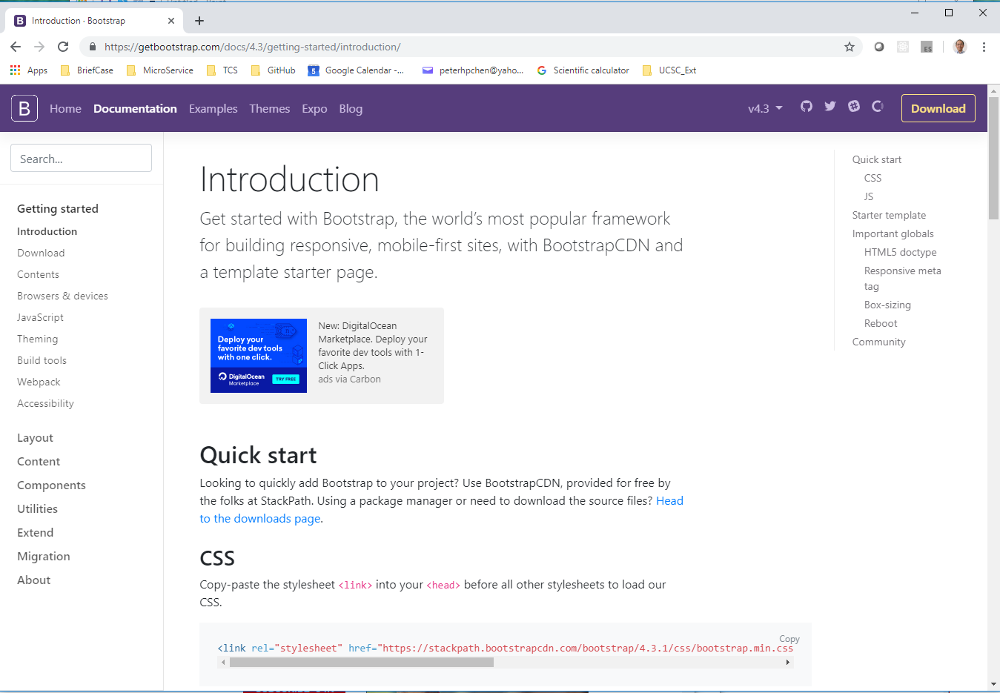 Introduction · Bootstrap
https://getbootstrap.com/docs/4.3/getting-started/introduction/
ES
Apps BriefCase MicroService TCS GitHub 5 Google Calendar -... peterhpchen@yaho... G Scientific calculator UCSC_Ext
B Home Documentation Examples Themes Expo Blog v4.3 Download
Search...
Getting started
Introduction
Download
Contents
Browsers & devices
JavaScript
Theming
Build tools
Webpack
Accessibility
Layout
Content
Components
Utilities
Extend
Migration
About
Introduction
Get started with Bootstrap, the world’s most popular framework
for building responsive, mobile-first sites, with BootstrapCDN and
a template starter page.
Deploy your
favorite dev tools
with one click.
DigitalOcean
Marketplace
TRY FREE
New: DigitalOcean
Marketplace. Deploy your
favorite dev tools with 1-
Click Apps.
ads via Carbon
Quick start
Looking to quickly add Bootstrap to your project? Use BootstrapCDN, provided for free by
the folks at StackPath. Using a package manager or need to download the source files? Head
to the downloads page.
CSS
Copy-paste the stylesheet <link> into your <head> before all other stylesheets to load our
CSS.
Copy
<link rel="stylesheet" href="https://stackpath.bootstrapcdn.com/bootstrap/4.3.1/css/bootstrap.min.css
Quick start
CSS
JS
Starter template
Important globals
HTML5 doctype
Responsive meta
tag
Box-sizing
Reboot
Community